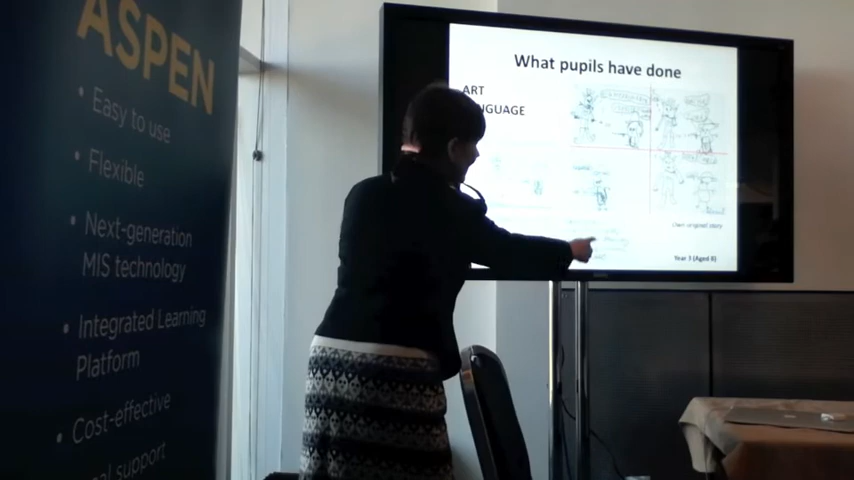 ASPEN
• Easy to use
• Flexible
• Next-generation
MIS technology
• Integrated Learning
Platform
• Cost-effective
support
What pupils have done
ART
own original story
Year 3 (Aged 8)